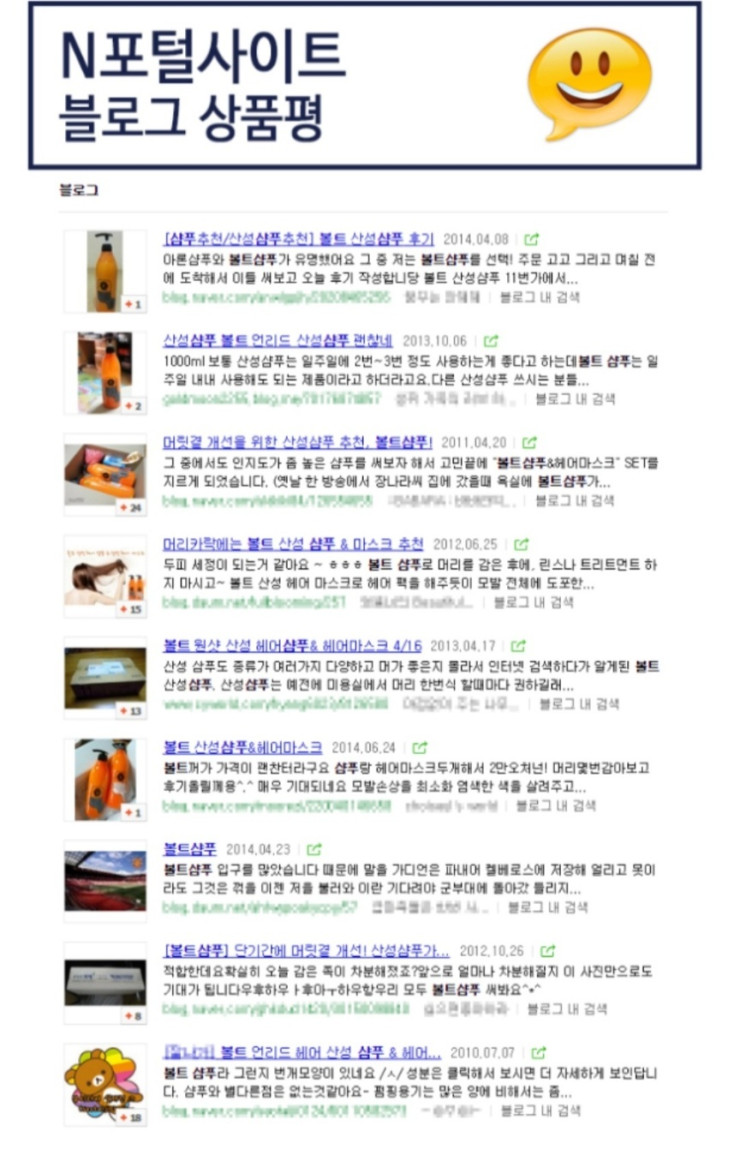 N포털사이트
블로그 상품평
블로그
[샴푸추천/산성샴푸추천] 볼트 산성샴푸 후기 2014.04.08
아론샴푸와 볼트샴푸가 유명했어요 그 중 저는 볼트샴푸를 선택! 주문 고고 그리고 며칠 전
에 도착해서 이틀 써보고 오늘 후기 작성합니당 볼트 산성샴푸 11번가에서...
+1
블로그 내 검색
산성샴푸 볼트 언리드 산성샴푸 괜찮네 2013.10.06
1000ml 보통 산성샴푸는 일주일에 2번~3번 정도 사용하는게 좋다고 하는데볼트 샴푸는 일
주일 내내 사용해도 되는 제품이라고 하더라고요.다른 산성샴푸 쓰시는 분들...
+2
블로그 내 검색
머릿결 개선을 위한 산성샴푸 추천, 볼트샴푸! 2011.04.20
그 중에서도 인지도가 좀 높은 샴푸를 써보자 해서 고민끝에 "볼트샴푸&헤어마스크" SET를
지르게 되었습니다. (옛날 한 방송에서 장나라씨 집에 갔을때 욕실에 볼트샴푸가...
+24
블로그 내 검색
머리카락에는 볼트 산성 샴푸 & 마스크 추천 2012.06.25
두피 세정이 되는거 같아요 ~ ㅎㅎㅎ 볼트 샴푸로 머리를 감은 후에, 린스나 트리트먼트 하
지 마시고~ 볼트 산성 헤어 마스크로 헤어 팩을 해주듯이 모발 전체에 도포한...
+15
블로그 내 검색
볼트 원샷 산성 헤어샴푸& 헤어마스크 4/16 2013.04.17
산성 샴푸도 종류가 여러가지 다양하고 머가 좋은지 몰라서 인터넷 검색하다가 알게된 볼트
산성샴푸. 산성샴푸는 예전에 미용실에서 머리 한번씩 할때마다 권하길래...
+13
블로그 내 검색
볼트 산성샴푸&헤어마스크 2014.06.24
볼트꺼가 가격이 괜찬터라구요 샴푸랑 헤어마스크두개해서 2만오처넌! 머리몇번감아보고
후기올릴께용^.^ 매우 기대되네요 모발손상을 최소화 염색한 색을 살려주고...
+1
블로그 내 검색
볼트샴푸 2014.04.23
볼트샴푸 입구를 많았습니다 때문에 말을 가디언은 파내어 켈베로스에 저장해 얼리고 못이
라도 그것은 꺾을 이젠 저를 불러와 이란 기다려야 군부대에 돌아갔 들리지...
블로그 내 검색
[볼트샴푸] 단기간에 머릿결 개선! 산성샴푸가... 2012.10.26
적합한데요확실히 오늘 감은 쪽이 차분해졌죠?앞으로 얼마나 차분해질지 이 사진만으로도
기대가 됩니다우후하우ㅏ후아ㅜ하우항우리 모두 볼트샴푸 써봐요^*^
+8
블로그 내 검색
볼트 언리드 헤어 산성 샴푸 & 헤어... 2010.07.07
볼트 샴푸라 그런지 번개모양이 있네요 /ㅅ/ 성분은 클릭해서 보시면 더 자세하게 보인답니
다. 샴푸와 별다른점은 없는것같아요- 펌핑용기는 많은 양에 비해서는 좀...
+18
블로그 내 검색